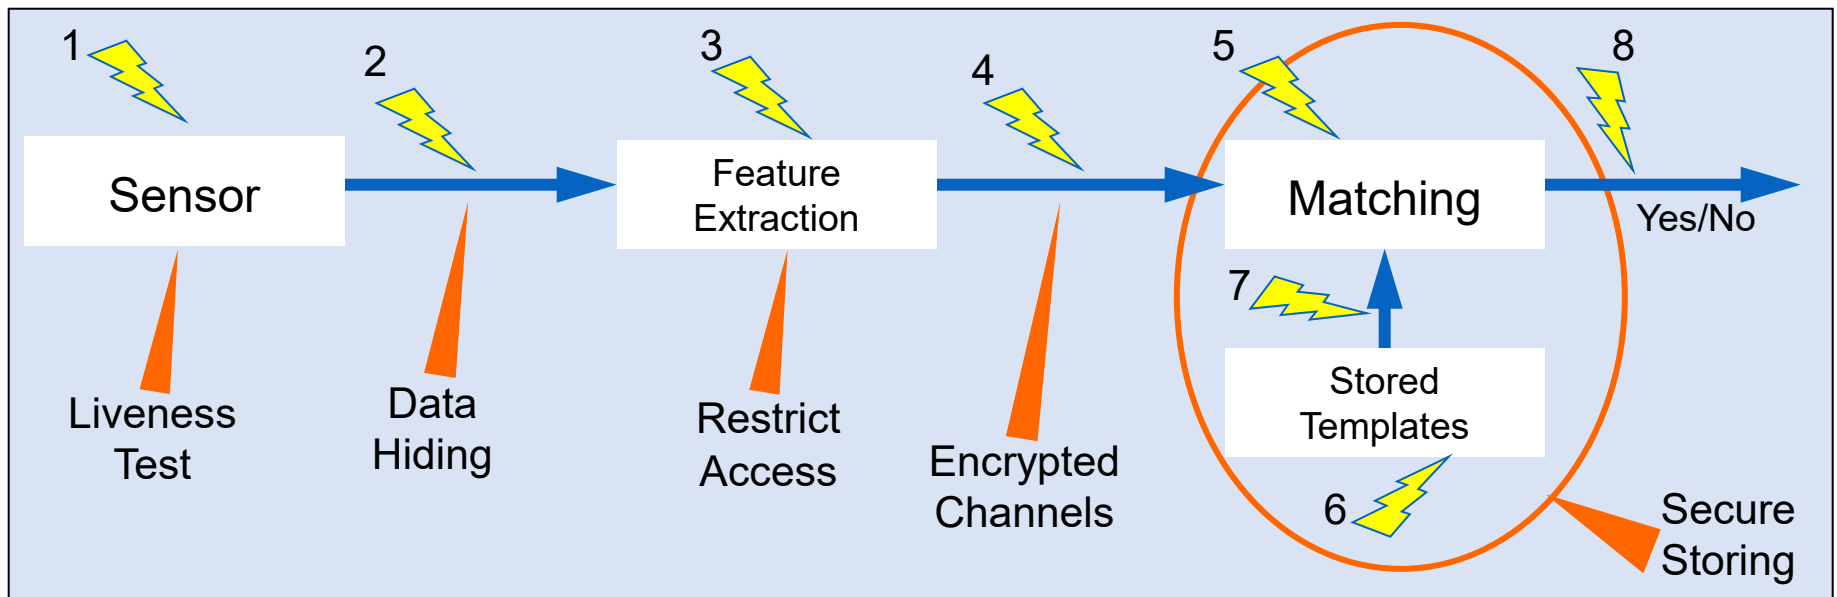 1
2
3
4
5
8
Sensor
Feature
Extraction
Matching
Yes/No
7
Stored
Templates
6
Liveness
Test
Data
Hiding
Restrict
Access
Encrypted
Channels
Secure
Storing